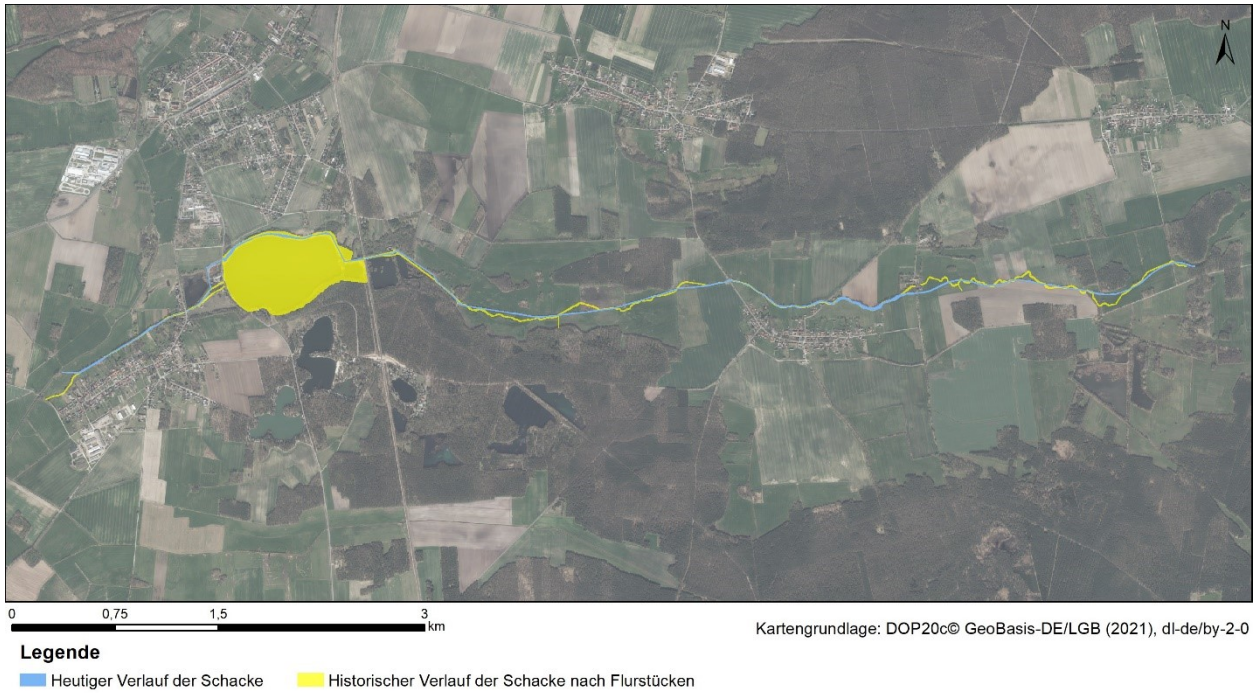 N
0 0,75 1,5 3
km
Kartengrundlage: DOP20c© GeoBasis-DE/LGB (2021), dl-de/by-2-0
Legende
Heutiger Verlauf der Schacke Historischer Verlauf der Schacke nach Flurstücken